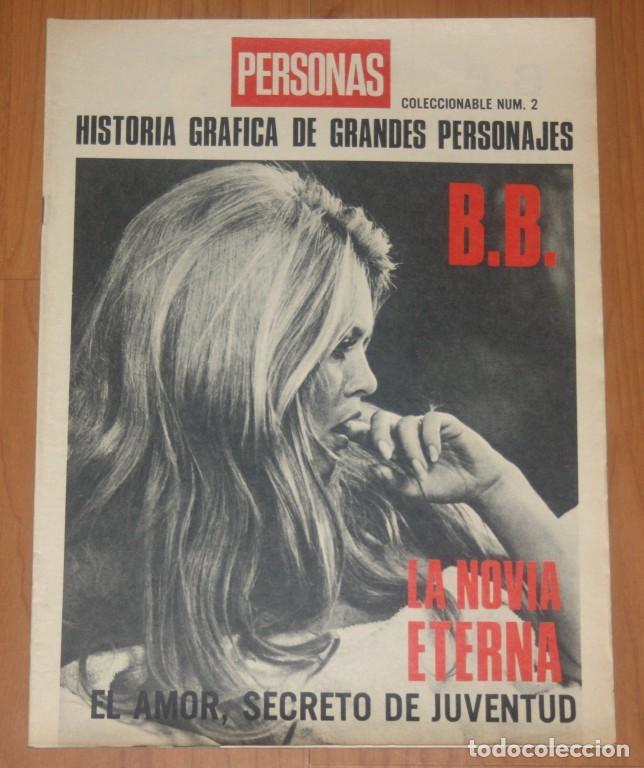 PERSONAS
COLECCIONABLE NUM. 2
HISTORIA GRAFICA DE GRANDES PERSONAJES
B.B.
LA NOVIA
ETERNA
EL AMOR, SECRETO DE JUVENTUD
todocoleccion